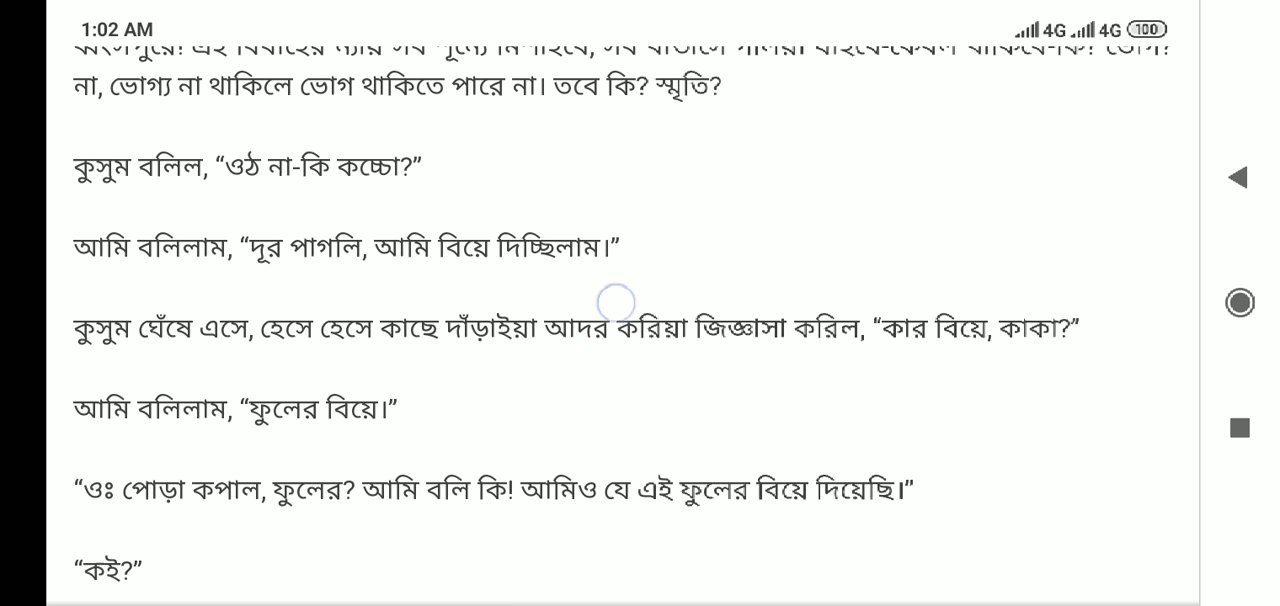 1:02 AM 4G 4G 100
না, ভোগ্য না থাকিলে ভোগ থাকিতে পারে না। তবে কি? স্মৃতি?
কুসুম বলিল, “ওঠ না-কি কচ্চো?”
আমি বলিলাম, “দূর পাগলি, আমি বিয়ে দিচ্ছিলাম।”
কুসুম ঘেঁষে এসে, হেসে হেসে কাছে দাঁড়াইয়া আদর করিয়া জিজ্ঞাসা করিল, “কার বিয়ে, কাকা?”
আমি বলিলাম, “ফুলের বিয়ে।”
“ওঃ পোড়া কপাল, ফুলের? আমি বলি কি! আমিও যে এই ফুলের বিয়ে দিয়েছি।”
“কই?”